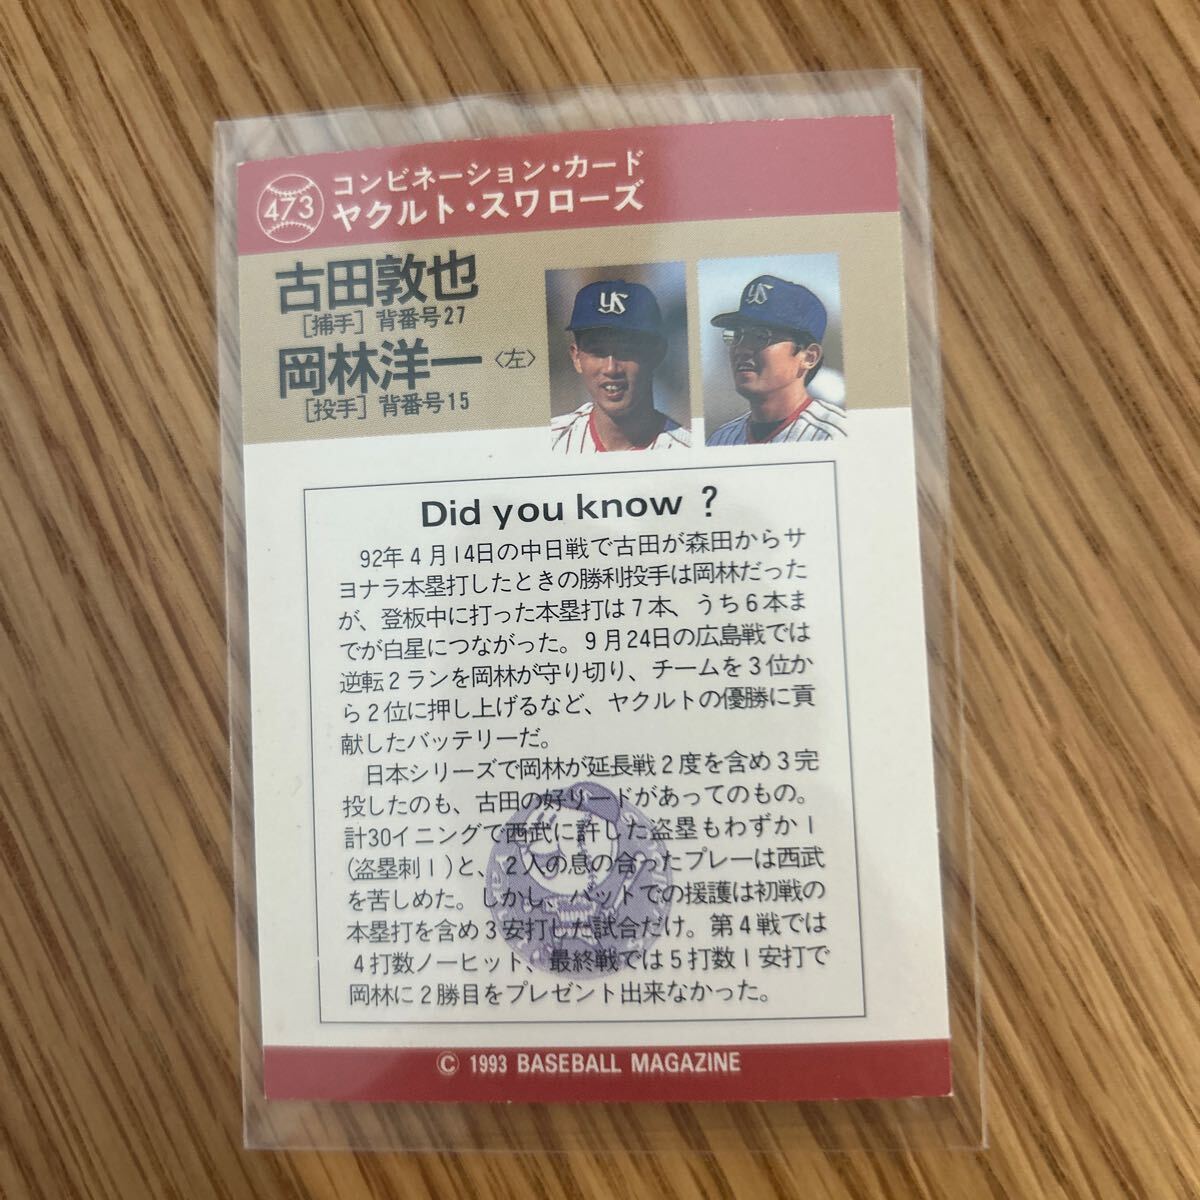 473
コンビネーション・カード
ヤクルト・スワローズ
古田敦也
［捕手］背番号27
岡林洋一〈左〉
［投手］背番号15
YS
YS
Did you know ?
92年4月14日の中日戦で古田が森田からサ
ヨナラ本塁打したときの勝利投手は岡林だった
が、登板中に打った本塁打は7本、うち6本ま
でが白星につながった。9月24日の広島戦では
逆転2ランを岡林が守り切り、チームを3位か
ら2位に押し上げるなど、ヤクルトの優勝に貢
献したバッテリーだ。
日本シリーズで岡林が延長戦2度を含め3完
投したのも、古田の好リードがあってのもの。
計30イニングで西武に許した盗塁もわずか1
(盗塁刺1)と、2人の息の合ったプレーは西武
を苦しめた。しかし、バットでの援護は初戦の
本塁打を含め3安打した試合だけ。第4戦では
4打数ノーヒット、最終戦では5打数1安打で
岡林に2勝目をプレゼント出来なかった。
© 1993 BASEBALL MAGAZINE